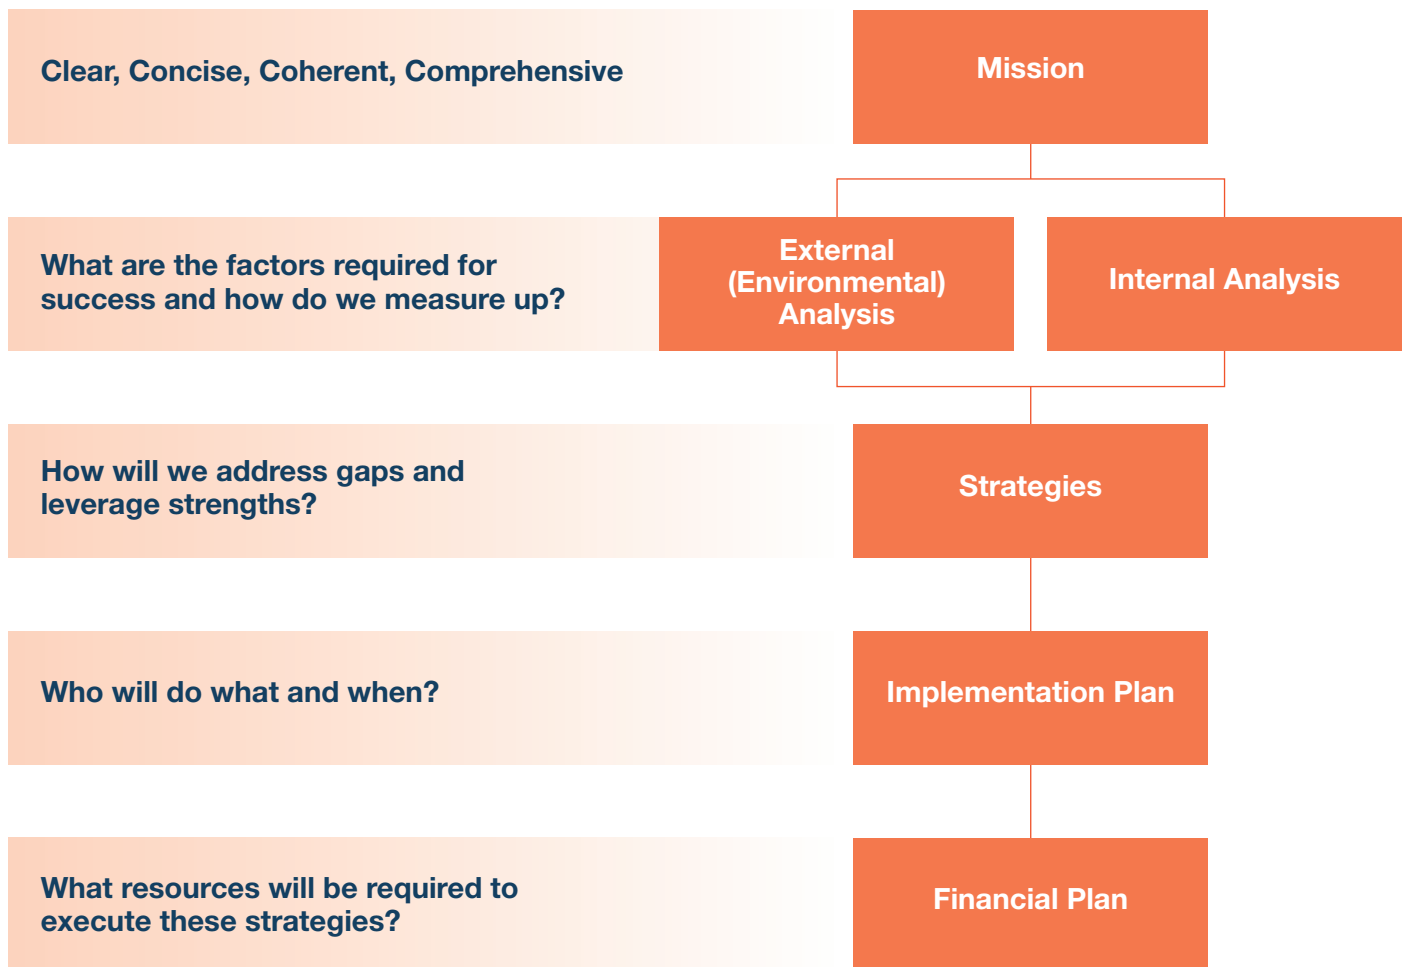 Clear, Concise, Coherent, Comprehensive
Mission
What are the factors required for
success and how do we measure up?
External
(Environmental)
Analysis
Internal Analysis
How will we address gaps and
leverage strengths?
Strategies
Who will do what and when?
Implementation Plan
What resources will be required to
execute these strategies?
Financial Plan